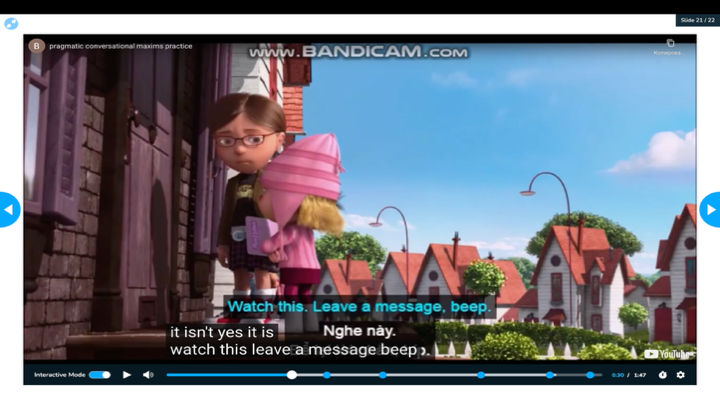 Slide 21 / 22
B pragmatic conversational maxims practice
www.BANDICAM.com
Watch this. Leave a message, beep.
Nghe này.
it isn't yes it is
watch this leave a message beep
YouTube
Interactive Mode
0:30 / 1:47